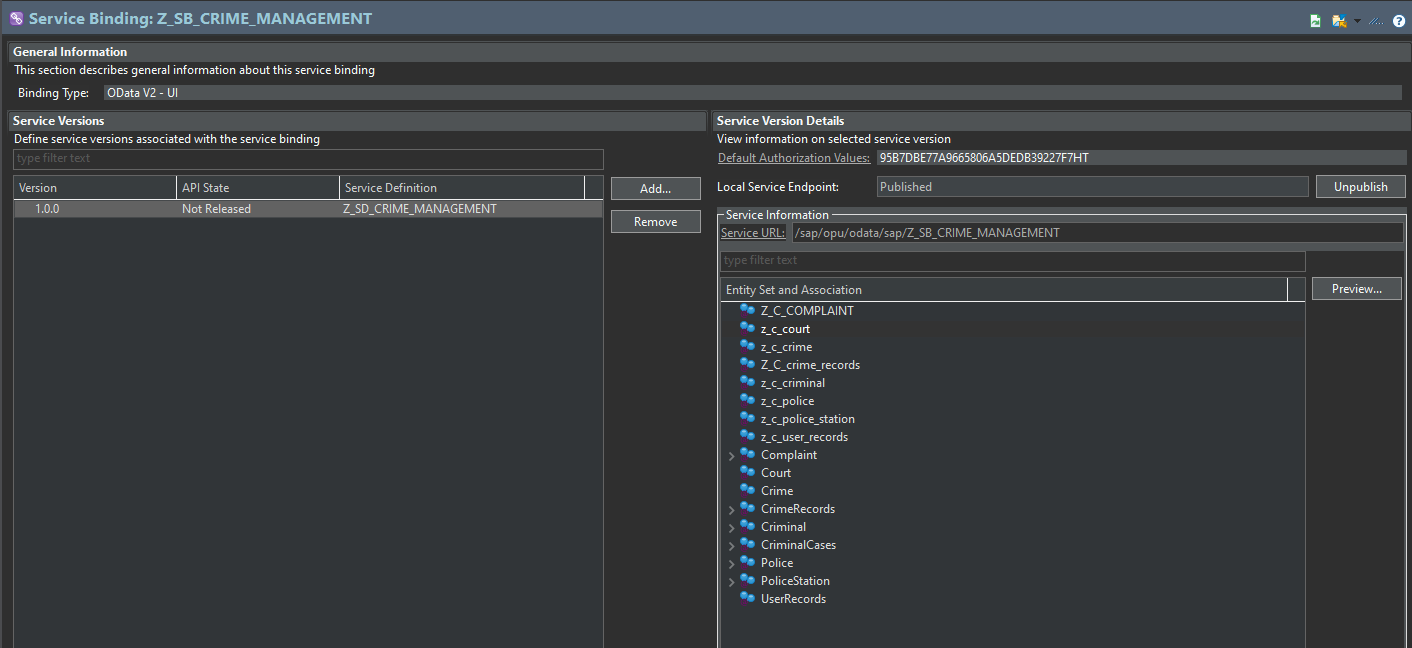 Service Binding: Z_SB_CRIME_MANAGEMENT
?
General Information
This section describes general information about this service binding
Binding Type: OData V2 - UI
Service Versions
Define service versions associated with the service binding
type filter text
Version API State Service Definition
1.0.0 Not Released Z_SD_CRIME_MANAGEMENT
Add...
Remove
Service Version Details
View information on selected service version
Default Authorization Values: 95B7DBE77A9665806A5DEDB39227F7HT
Local Service Endpoint: Published Unpublish
Service Information
Service URL: /sap/opu/odata/sap/Z_SB_CRIME_MANAGEMENT
type filter text
Entity Set and Association
Preview...
Z_C_COMPLAINT
z_c_court
z_c_crime
Z_C_crime_records
z_c_criminal
z_c_police
z_c_police_station
z_c_user_records
Complaint
Court
Crime
CrimeRecords
Criminal
CriminalCases
Police
PoliceStation
UserRecords